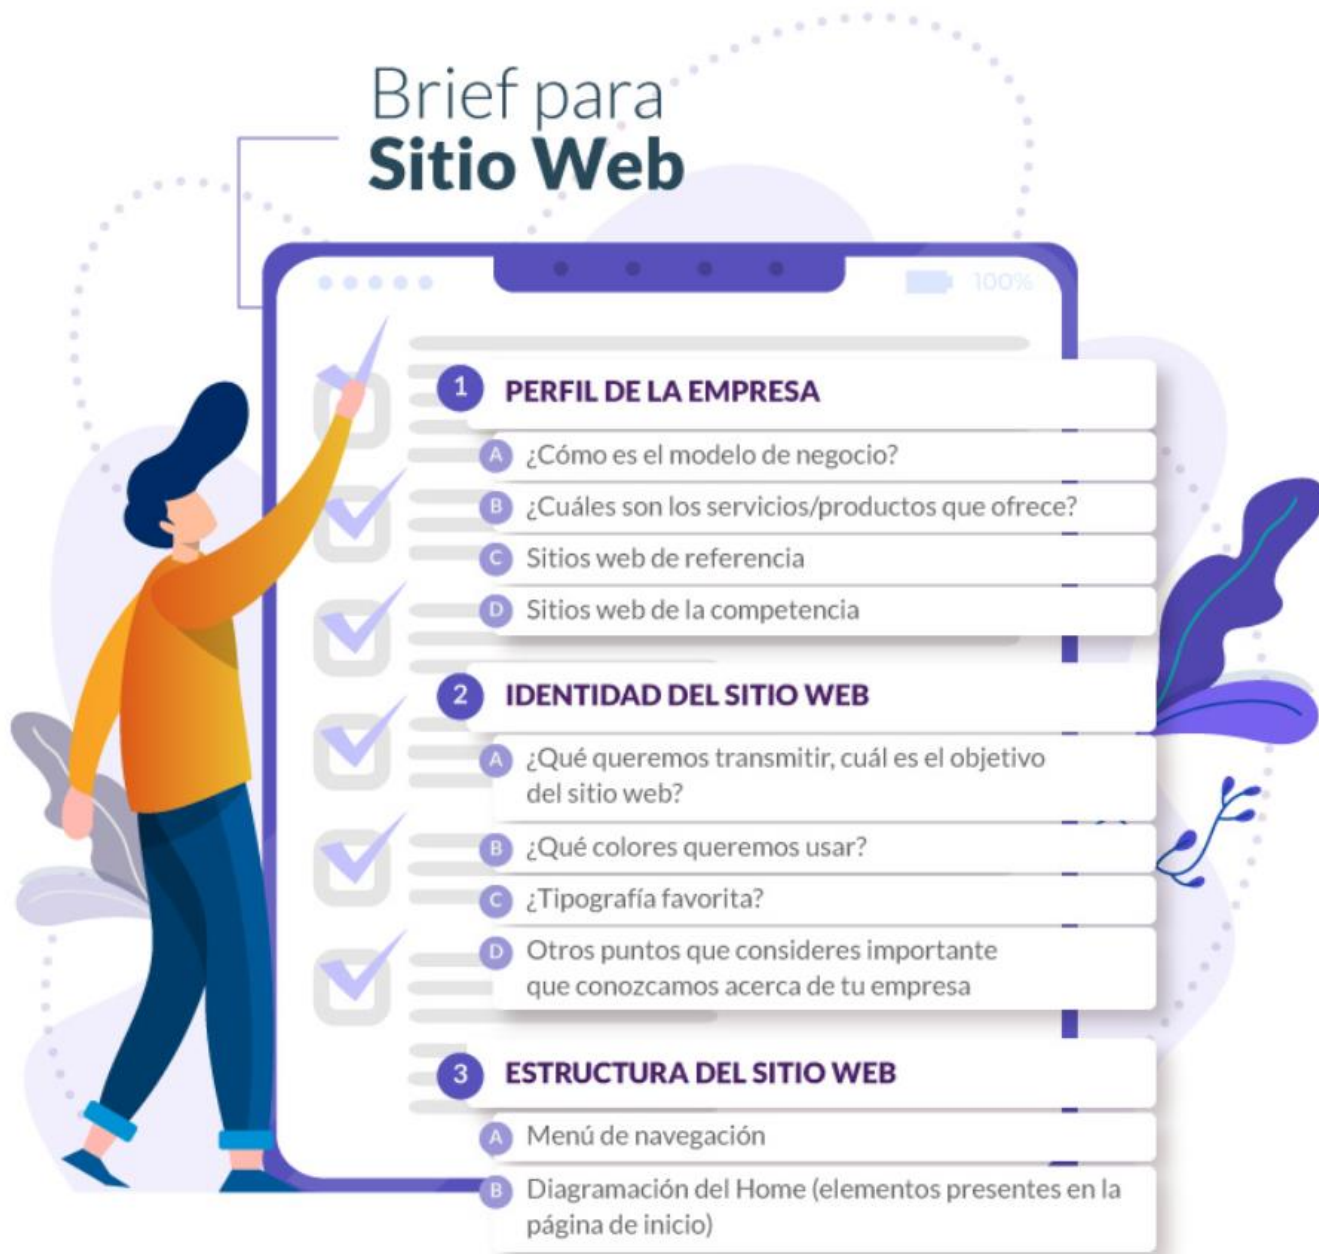 Brief para
Sitio Web
100%
1 PERFIL DE LA EMPRESA
A ¿Cómo es el modelo de negocio?
B ¿Cuáles son los servicios/productos que ofrece?
C Sitios web de referencia
D Sitios web de la competencia
2 IDENTIDAD DEL SITIO WEB
A ¿Qué queremos transmitir, cuál es el objetivo
del sitio web?
B ¿Qué colores queremos usar?
C ¿Tipografía favorita?
D Otros puntos que consideres importante
que conozcamos acerca de tu empresa
3 ESTRUCTURA DEL SITIO WEB
A Menú de navegación
B Diagramación del Home (elementos presentes en la
página de inicio)